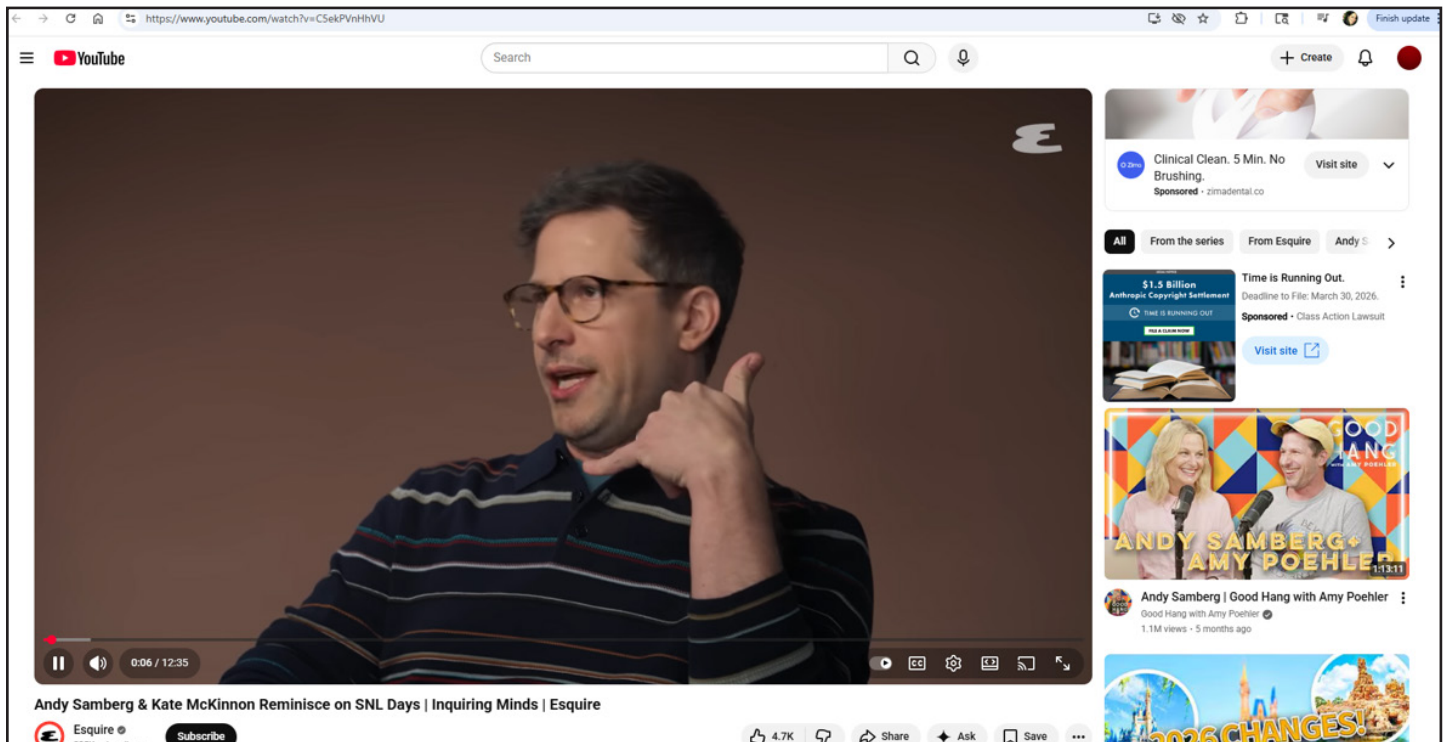 https://www.youtube.com/watch?v=C5ekPVnHhVU
Finish update
YouTube
Search
Create
0:06 / 12:35
CC
Andy Samberg & Kate McKinnon Reminisce on SNL Days | Inquiring Minds | Esquire
Esquire
Subscribe
4.7K
Share
Ask
Save
Clinical Clean. 5 Min. No
Brushing.
Sponsored · zimadental.co
Visit site
All
From the series
From Esquire
Andy S
$1.5 Billion
Anthropic Copyright Settlement
TIME IS RUNNING OUT
FILE A CLAIM NOW
Time is Running Out.
Deadline to File: March 30, 2026.
Sponsored · Class Action Lawsuit
Visit site
GOOD
HANG
WITH AMY POEHLER
ANDY SAMBERG+
AMY POEHLER
1:13:11
Andy Samberg | Good Hang with Amy Poehler
Good Hang with Amy Poehler
1.1M views · 5 months ago
2026 CHANGES!